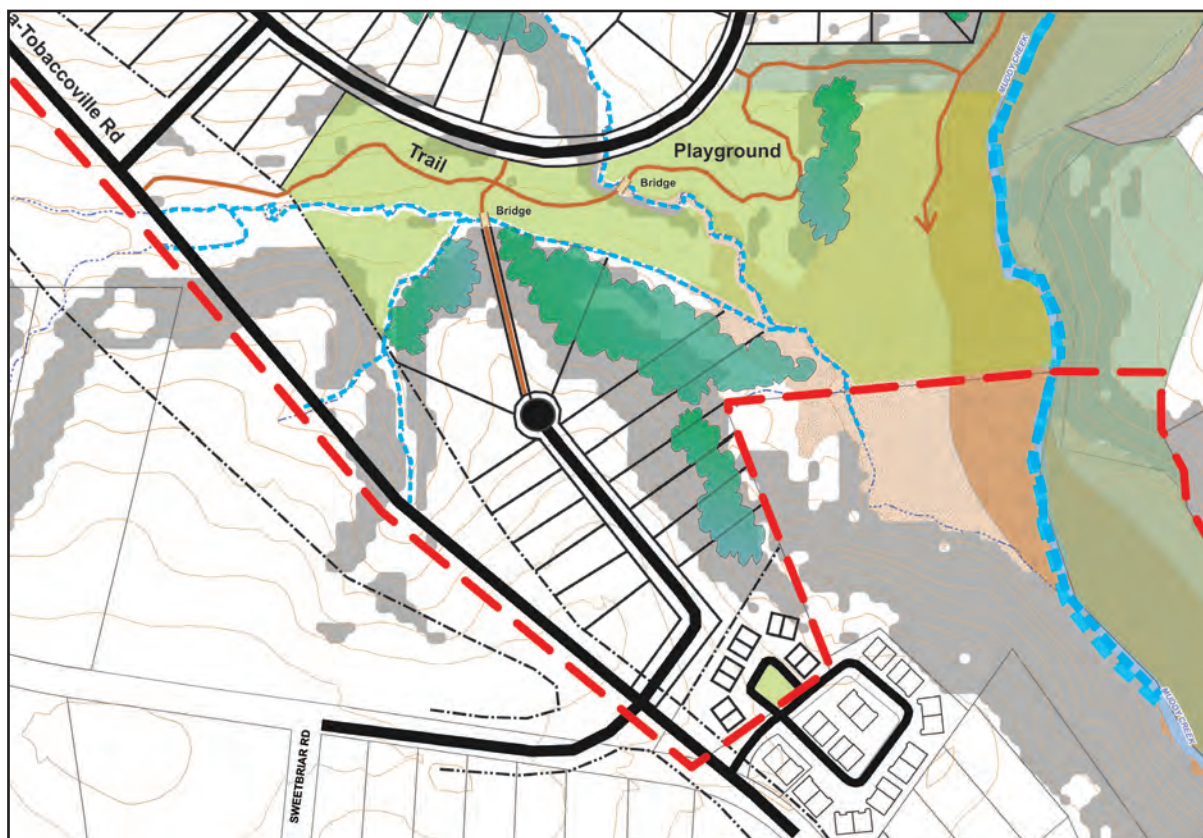 a-Tobaccoville Rd
MUDDY CREEK
Trail
Playground
Bridge
Bridge
SWEETBRIAR RD
MUDDY CREEK